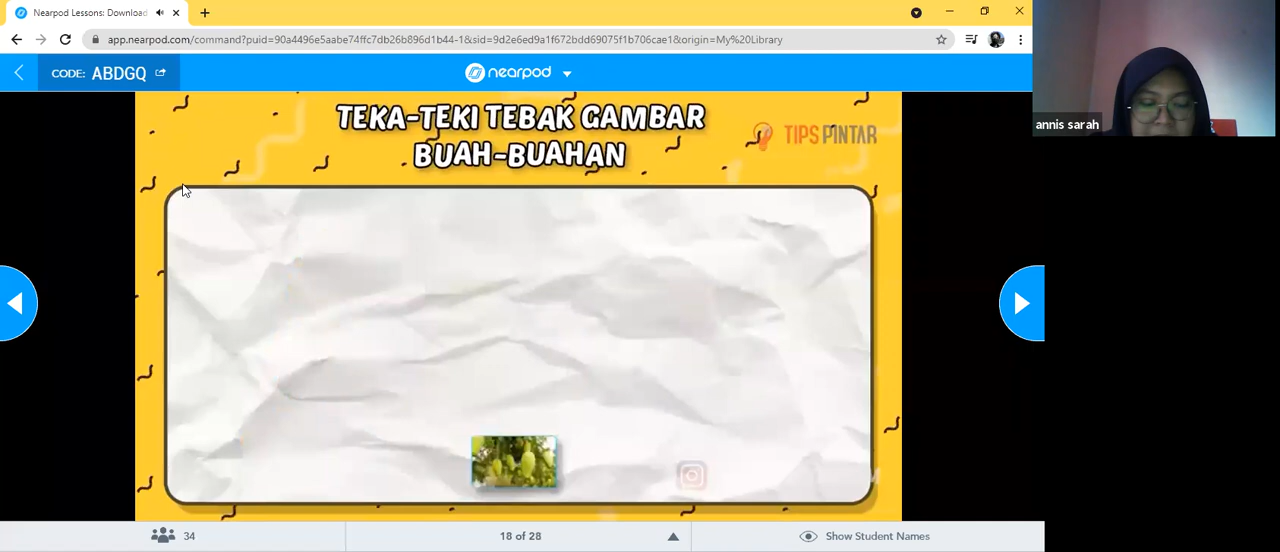 Nearpod Lessons: Download
app.nearpod.com/command?puid=90a4496e5aabe74ffc7db26b896d1b44-1&sid=9d2e6ed9a1f672bdd69075f1b706cae1&origin=My%20Library
CODE: ABDGQ
nearpod
annis sarah
TEKA-TEKI TEBAK GAMBAR
BUAH-BUAHAN
TIPS PINTAR
34
18 of 28
Show Student Names